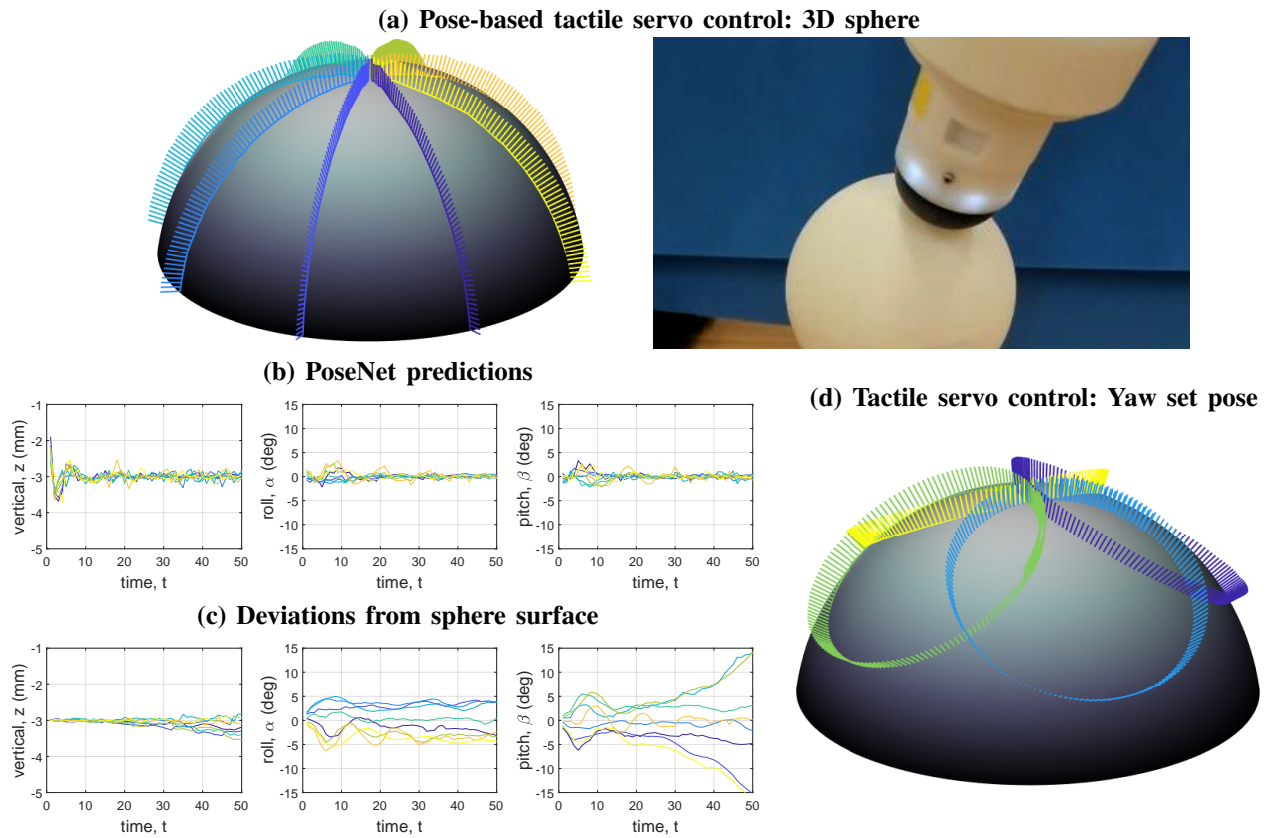 (a) Pose-based tactile servo control: 3D sphere
(b) PoseNet predictions
-1
-2
-3
-4
-5
vertical, z (mm)
0 10 20 30 40 50
time, t
15
10
5
0
-5
-10
-15
roll, α (deg)
0 10 20 30 40 50
time, t
15
10
5
0
-5
-10
-15
pitch, β (deg)
0 10 20 30 40 50
time, t
(c) Deviations from sphere surface
-1
-2
-3
-4
-5
vertical, z (mm)
0 10 20 30 40 50
time, t
15
10
5
0
-5
-10
-15
roll, α (deg)
0 10 20 30 40 50
time, t
15
10
5
0
-5
-10
-15
pitch, β (deg)
0 10 20 30 40 50
time, t
(d) Tactile servo control: Yaw set pose